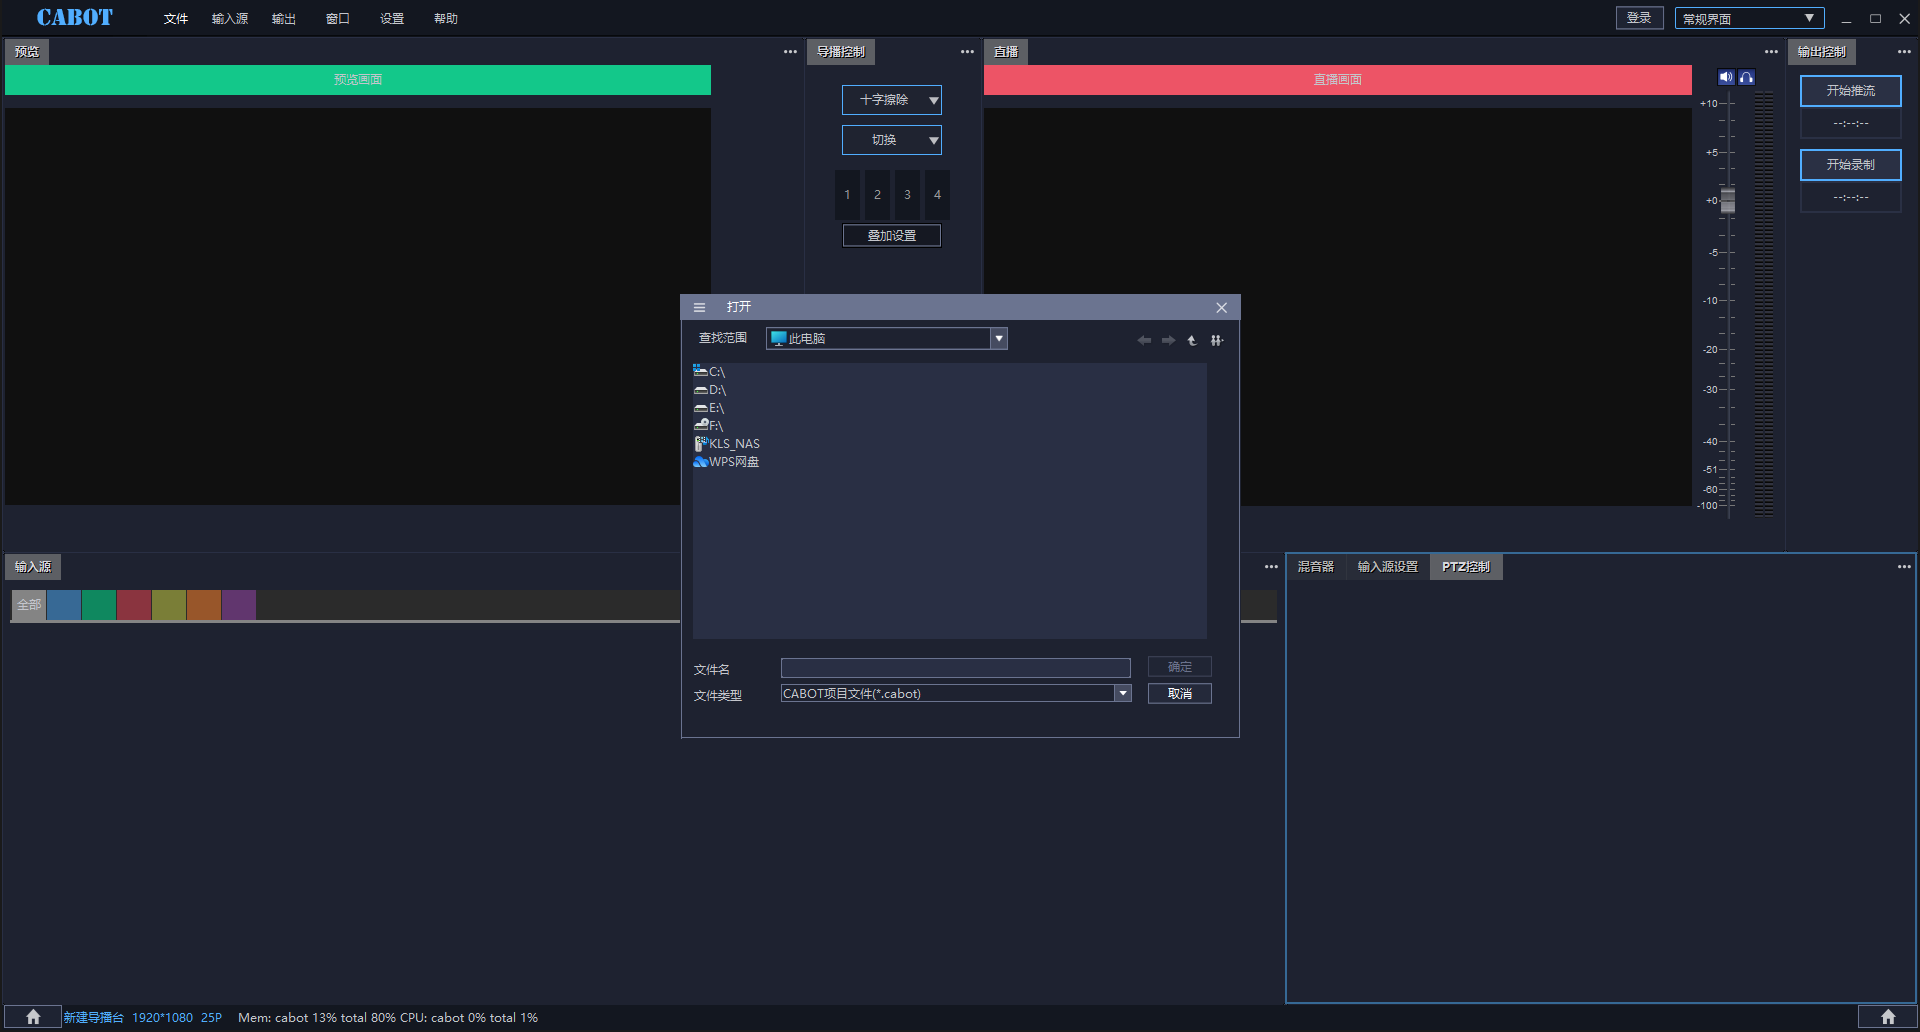 CABOT 文件 输入源 输出 窗口 设置 帮助 登录 常规界面
预览 导播控制 直播 输出控制
预览画面 直播画面
十字擦除
切换
1 2 3 4
叠加设置
+10
+5
+0
-5
-10
-20
-30
-40
-51
-60
-100
开始推流
--:--:--
开始录制
--:--:--
打开
查找范围 此电脑
C:\
D:\
E:\
F:\
KLS_NAS
WPS网盘
文件名 确定
文件类型 CABOT项目文件(*.cabot) 取消
输入源
全部
混音器 输入源设置 PTZ控制
新建导播台 1920*1080 25P Mem: cabot 13% total 80% CPU: cabot 0% total 1%